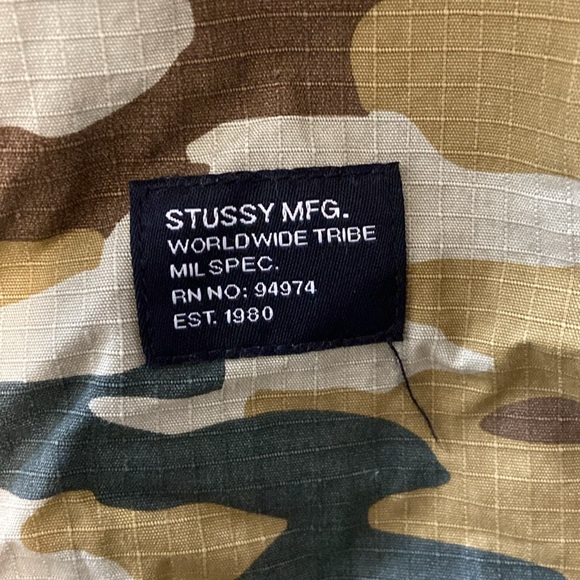 STUSSY MFG.
WORLDWIDE TRIBE
MIL SPEC.
RN NO: 94974
EST. 1980